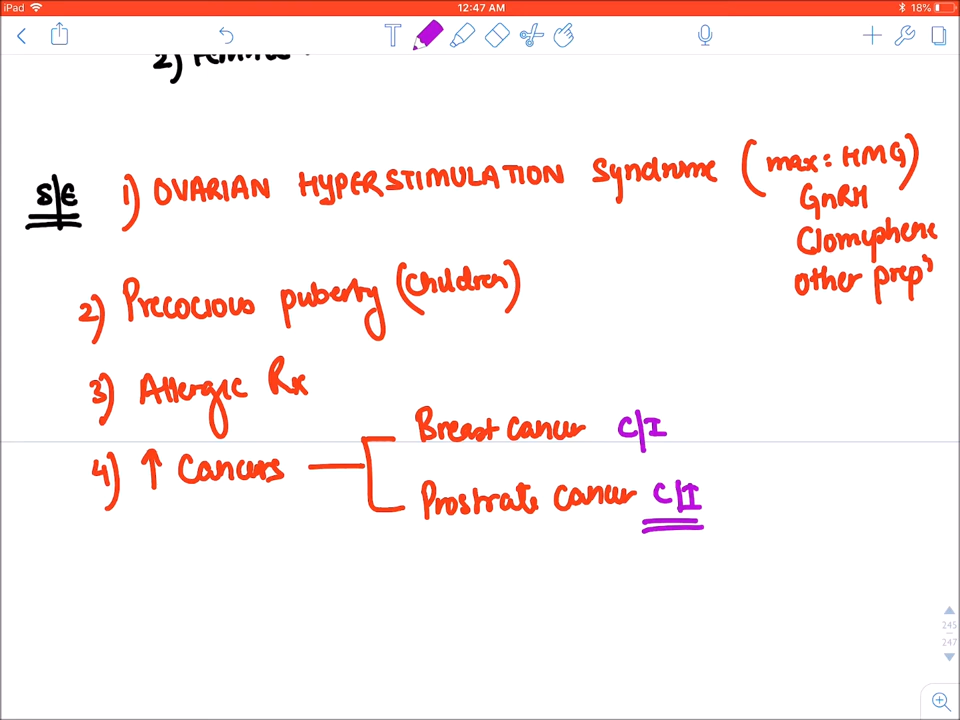 iPad 12:47 AM 18%
T
2)
S/E 1) OVARIAN HYPERSTIMULATION Syndrome (max: HMG)
GnRH
Clomiphene
other prep'
2) Precocious puberty (children)
3) Allergic Rx
4) ↑ Cancers
Breast cancer C/I
Prostrate cancer C/I
245
247